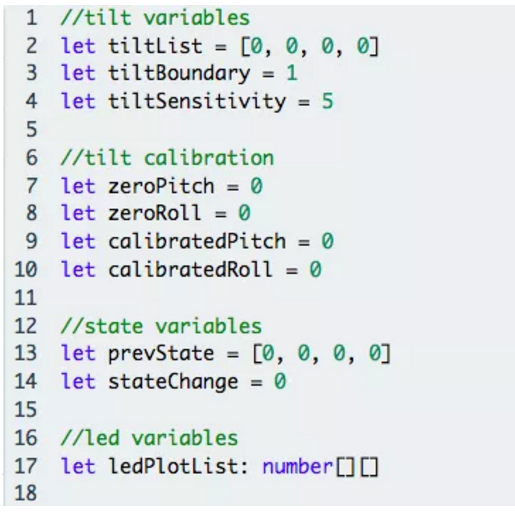 1 //tilt variables
2 let tiltList = [0, 0, 0, 0]
3 let tiltBoundary = 1
4 let tiltSensitivity = 5
5
6 //tilt calibration
7 let zeroPitch = 0
8 let zeroRoll = 0
9 let calibratedPitch = 0
10 let calibratedRoll = 0
11
12 //state variables
13 let prevState = [0, 0, 0, 0]
14 let stateChange = 0
15
16 //led variables
17 let ledPlotList: number[][]
18